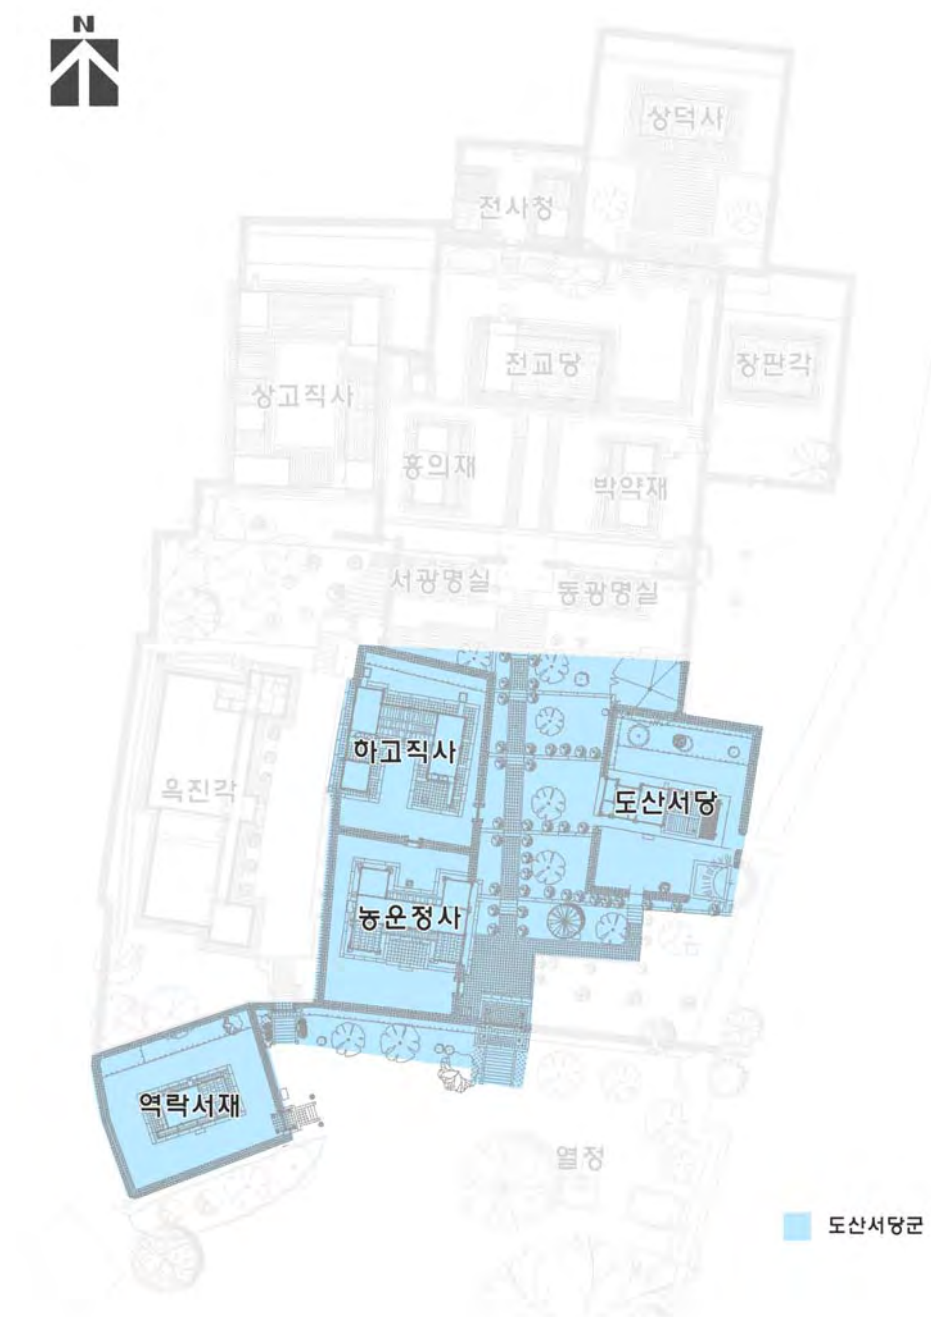 N
상덕사
전사청
전교당
장판각
상고직사
홍의재
박약재
서광명실
동광명실
하고직사
옥진각
도산서당
농운정사
역락서재
열정
도산서당군